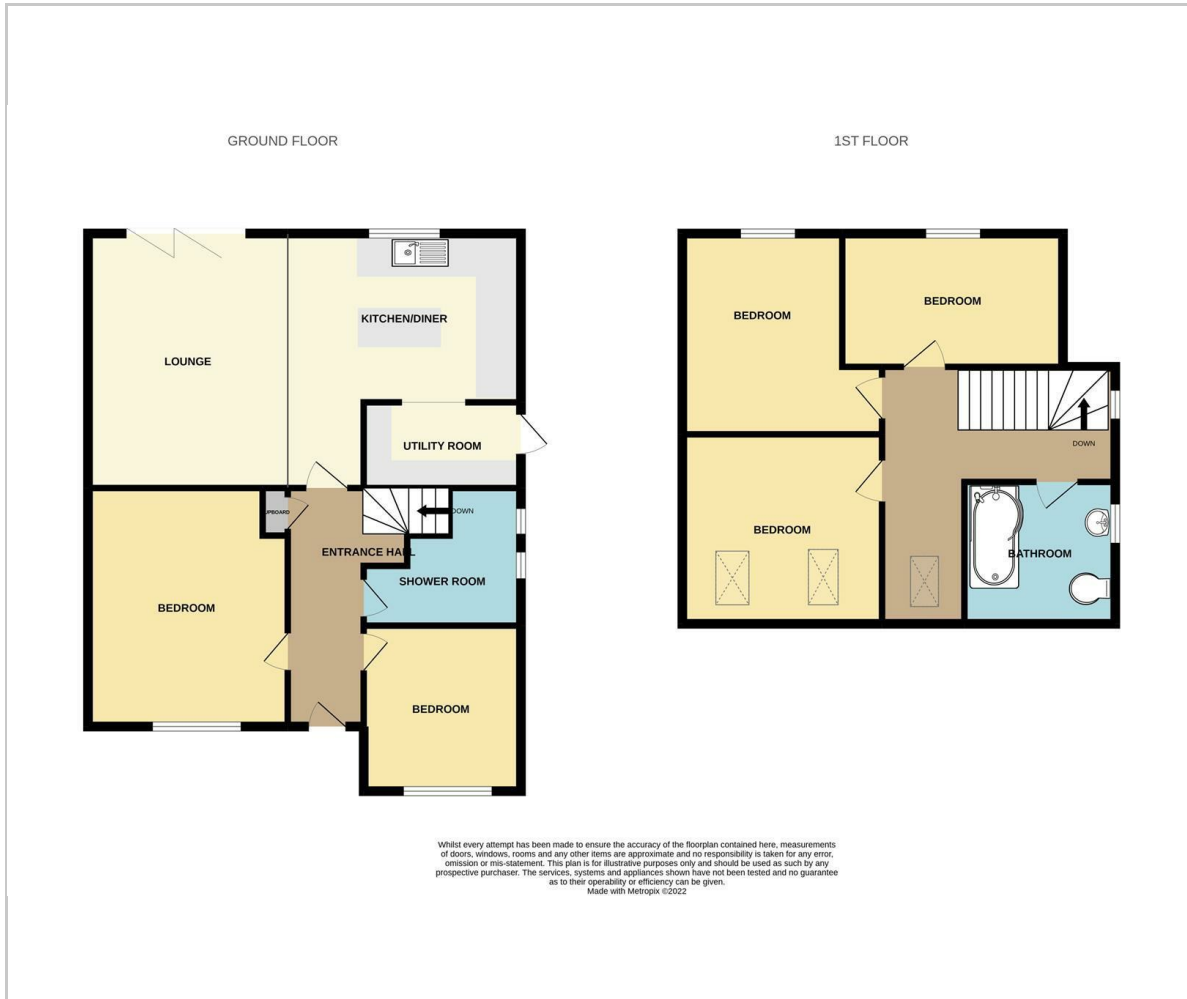 GROUND FLOOR
1ST FLOOR
LOUNGE
KITCHEN/DINER
UTILITY ROOM
UPBOARD
DOWN
ENTRANCE HALL
SHOWER ROOM
BEDROOM
BEDROOM
BEDROOM
BEDROOM
DOWN
BEDROOM
BATHROOM
Whilst every attempt has been made to ensure the accuracy of the floorplan contained here, measurements
of doors, windows, rooms and any other items are approximate and no responsibility is taken for any error,
omission or mis-statement. This plan is for illustrative purposes only and should be used as such by any
prospective purchaser. The services, systems and appliances shown have not been tested and no guarantee
as to their operability or efficiency can be given.
Made with Metropix ©2022